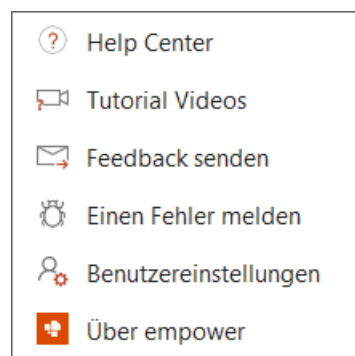 Help Center
Tutorial Videos
Feedback senden
Einen Fehler melden
Benutzereinstellungen
Über empower